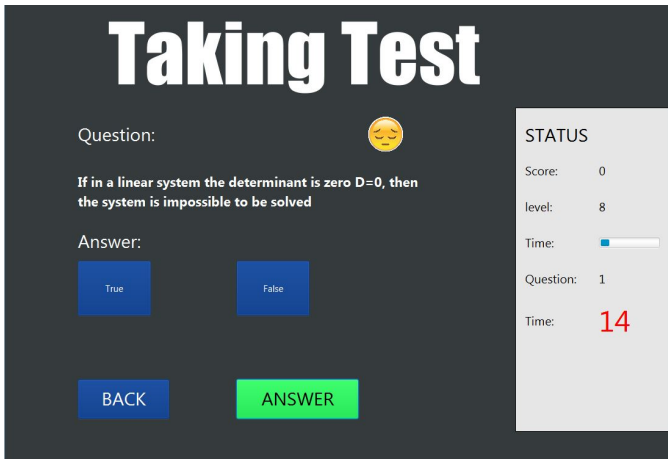 Taking Test
Question:
If in a linear system the determinant is zero D=0, then
the system is impossible to be solved
Answer:
True
False
BACK
ANSWER
STATUS
Score: 0
level: 8
Time:
Question: 1
Time: 14